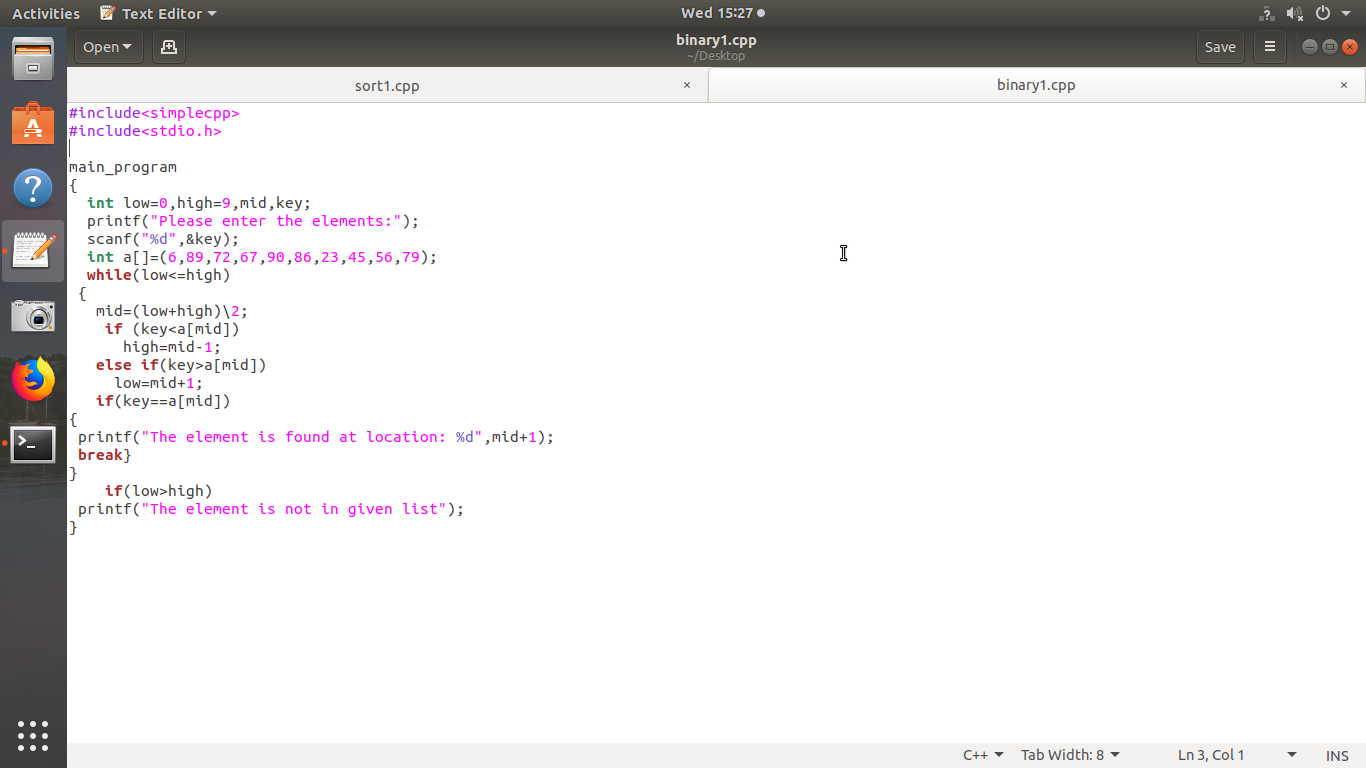 Activities Text Editor Wed 15:27
Open binary1.cpp Save
~/Desktop
sort1.cpp × binary1.cpp ×
#include<simplecpp>
#include<stdio.h>
main_program
{
int low=0,high=9,mid,key;
printf("Please enter the elements:");
scanf("%d",&key);
int a[]=(6,89,72,67,90,86,23,45,56,79);
while(low<=high)
{
mid=(low+high)\2;
if (key<a[mid])
high=mid-1;
else if(key>a[mid])
low=mid+1;
if(key==a[mid])
{
printf("The element is found at location: %d",mid+1);
break}
}
if(low>high)
printf("The element is not in given list");
}
C++ Tab Width: 8 Ln 3, Col 1 INS